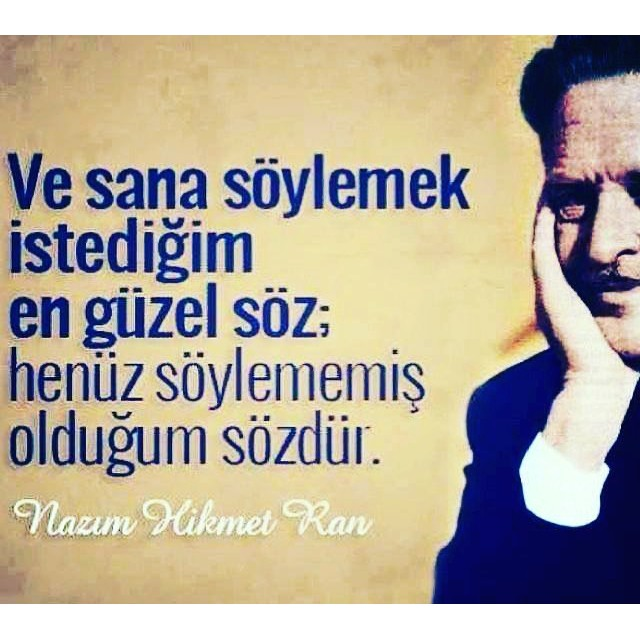 Ve sana söylemek
istediğim
en güzel söz;
henüz söylememiş
olduğum sözdür.
Nazım Hikmet Ran